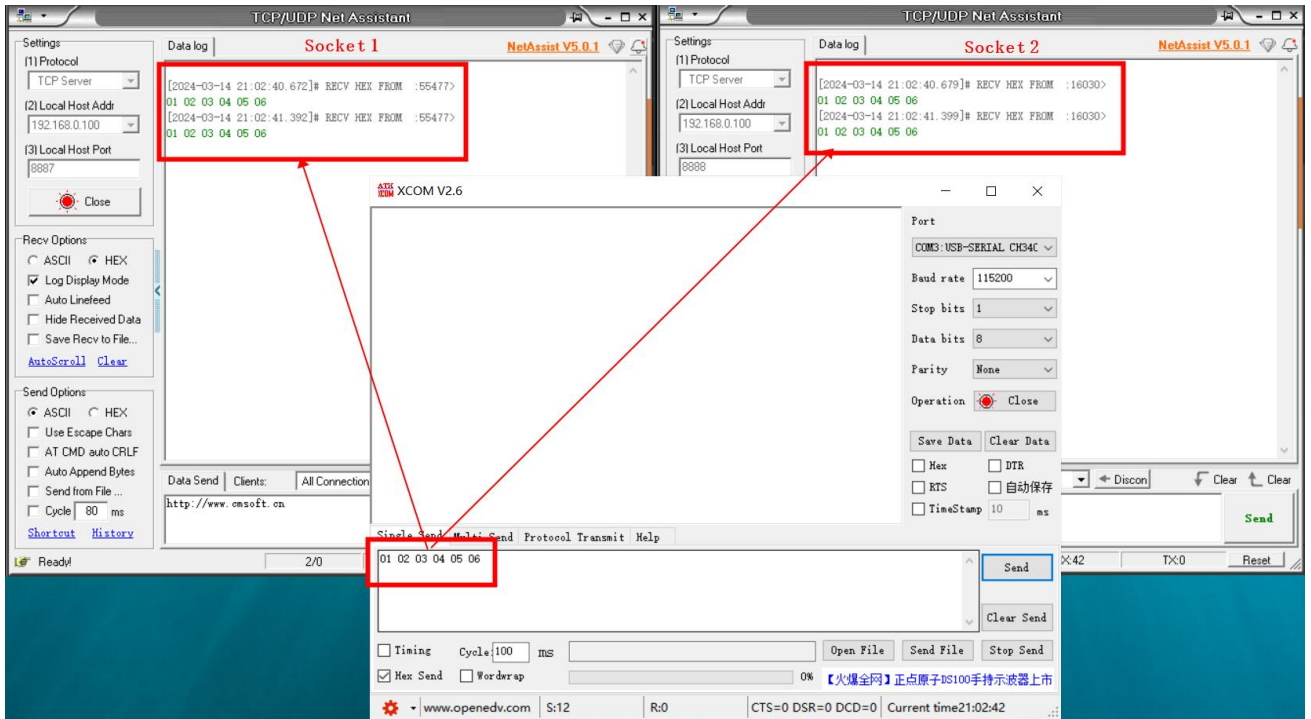 TCP/UDP Net Assistant
Settings
(1) Protocol
TCP Server
(2) Local Host Addr
192.168.0.100
(3) Local Host Port
8887
Close
Recv Options
ASCII HEX
Log Display Mode
Auto Linefeed
Hide Received Data
Save Recv to File...
AutoScroll Clear
Send Options
ASCII HEX
Use Escape Chars
AT CMD auto CRLF
Auto Append Bytes
Send from File ...
Cycle 80 ms
Shortcut History
Ready!
Data log
Socket 1
NetAssist V5.0.1
[2024-03-14 21:02:40.672]# RECV HEX FROM :55477>
01 02 03 04 05 06
[2024-03-14 21:02:41.392]# RECV HEX FROM :55477>
01 02 03 04 05 06
Data Send Clients: All Connection
http://www.cmsoft.cn
2/0
TCP/UDP Net Assistant
Settings
(1) Protocol
TCP Server
(2) Local Host Addr
192.168.0.100
(3) Local Host Port
8888
Data log
Socket 2
NetAssist V5.0.1
[2024-03-14 21:02:40.679]# RECV HEX FROM :16030>
01 02 03 04 05 06
[2024-03-14 21:02:41.399]# RECV HEX FROM :16030>
01 02 03 04 05 06
Discon Clear Clear
Send
X:42 TX:0 Reset
ATK XCOM XCOM V2.6
Port
COM3:USB-SERIAL CH34C
Baud rate 115200
Stop bits 1
Data bits 8
Parity None
Operation Close
Save Data Clear Data
Hex DTR
RTS 自动保存
TimeStamp 10 ms
Single Send Multi Send Protocol Transmit Help
01 02 03 04 05 06
Send
Clear Send
Timing Cycle: 100 ms Open File Send File Stop Send
Hex Send Wordwrap 0% 【火爆全网】正点原子DS100手持示波器上市
www.openedv.com S:12 R:0 CTS=0 DSR=0 DCD=0 Current time21:02:42